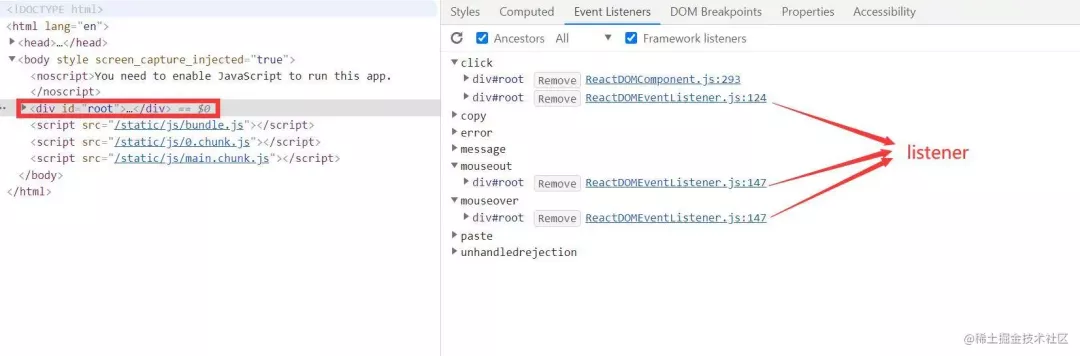 <!DOCTYPE html>
<html lang="en">
<head>…</head>
<body style screen_capture_injected="true">
<noscript>You need to enable JavaScript to run this app.
</noscript>
<div id="root">…</div> == $0
<script src="/static/js/bundle.js"></script>
<script src="/static/js/0.chunk.js"></script>
<script src="/static/js/main.chunk.js"></script>
</body>
</html>
Styles Computed Event Listeners DOM Breakpoints Properties Accessibility
Ancestors All Framework listeners
click
div#root Remove ReactDOMComponent.js:293
div#root Remove ReactDOMEventListener.js:124
copy
error
message
mouseout
div#root Remove ReactDOMEventListener.js:147
mouseover
div#root Remove ReactDOMEventListener.js:147
paste
unhandledrejection
listener
@稀土掘金技术社区